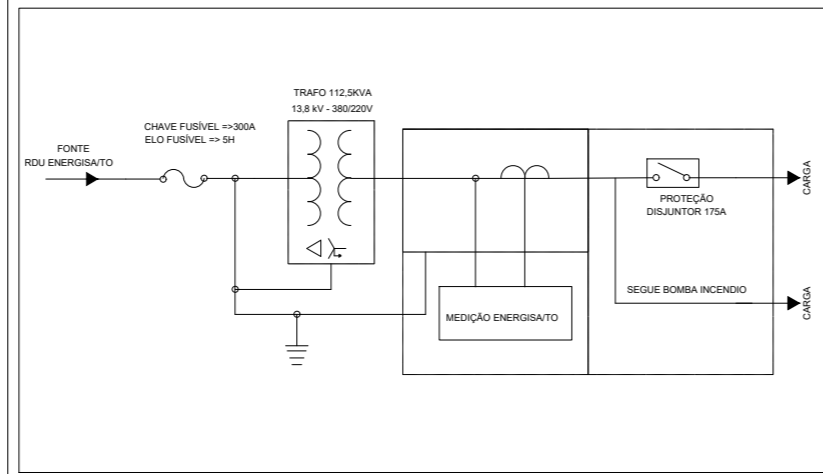 TRAFO 112,5KVA
13,8 kV - 380/220V
CHAVE FUSÍVEL =>300A
ELO FUSÍVEL => 5H
FONTE
RDU ENERGISA/TO
PROTEÇÃO
DISJUNTOR 175A
CARGA
SEGUE BOMBA INCENDIO
CARGA
MEDIÇÃO ENERGISA/TO